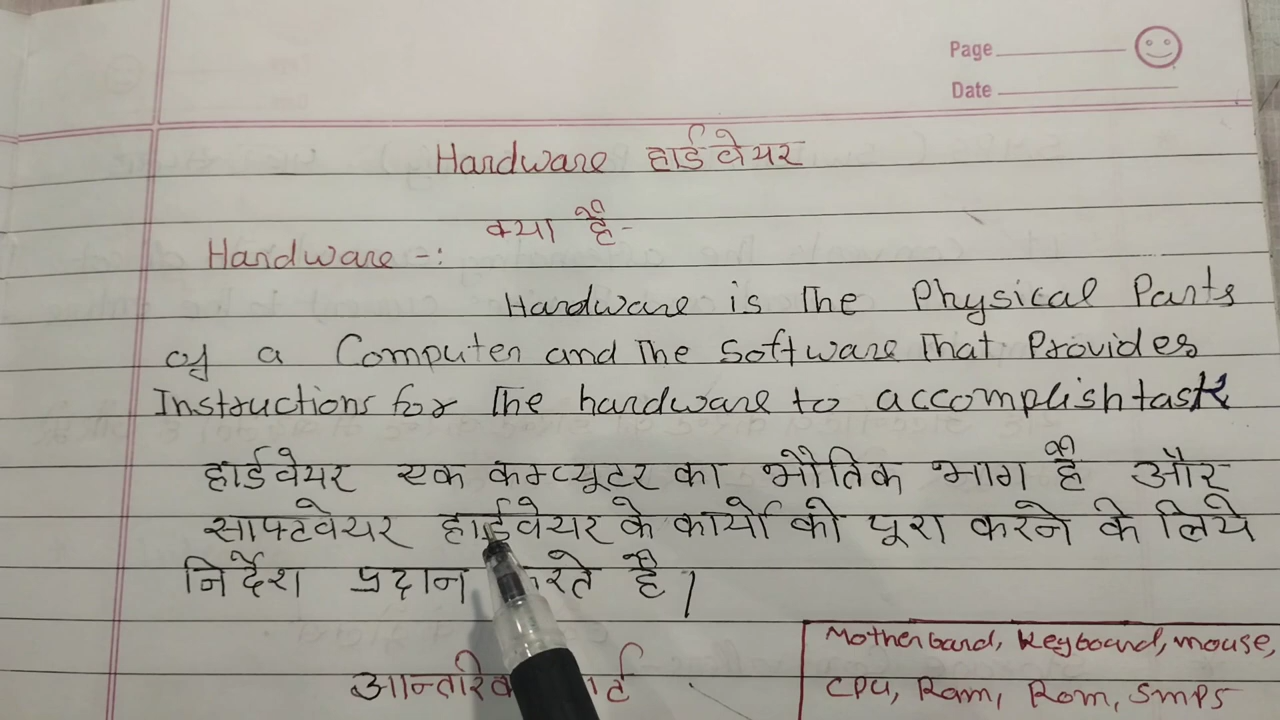 Page
Date
Hardware हार्डवेयर
क्या है-
Hardware -:
Hardware is The Physical Parts
of a Computer and The Software That Provides
Instructions for The hardware to accomplish task
हार्डवेयर एक कम्प्यूटर का भौतिक भाग है और
साफ्टवेयर हार्डवेयर के कार्यो को पूरा करने के लिये
निर्देश प्रदान करते है।
Motherboard, Keyboard, mouse,
आन्तरिक
CPU, Ram, Rom, Smps